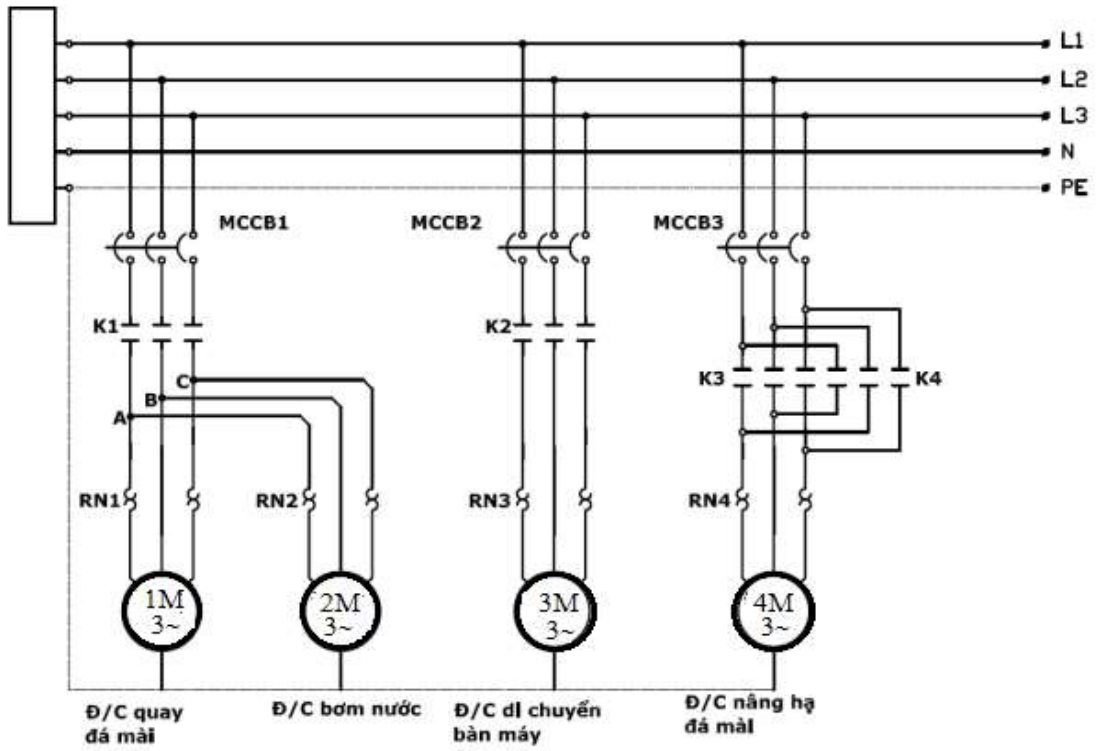 L1
L2
L3
N
PE
MCCB1
MCCB2
MCCB3
K1
K2
K3
K4
C
B
A
RN1
RN2
RN3
RN4
1M
3~
2M
3~
3M
3~
4M
3~
Đ/C quay
đá mài
Đ/C bơm nước
Đ/C di chuyển
bàn máy
Đ/C nâng hạ
đá mài